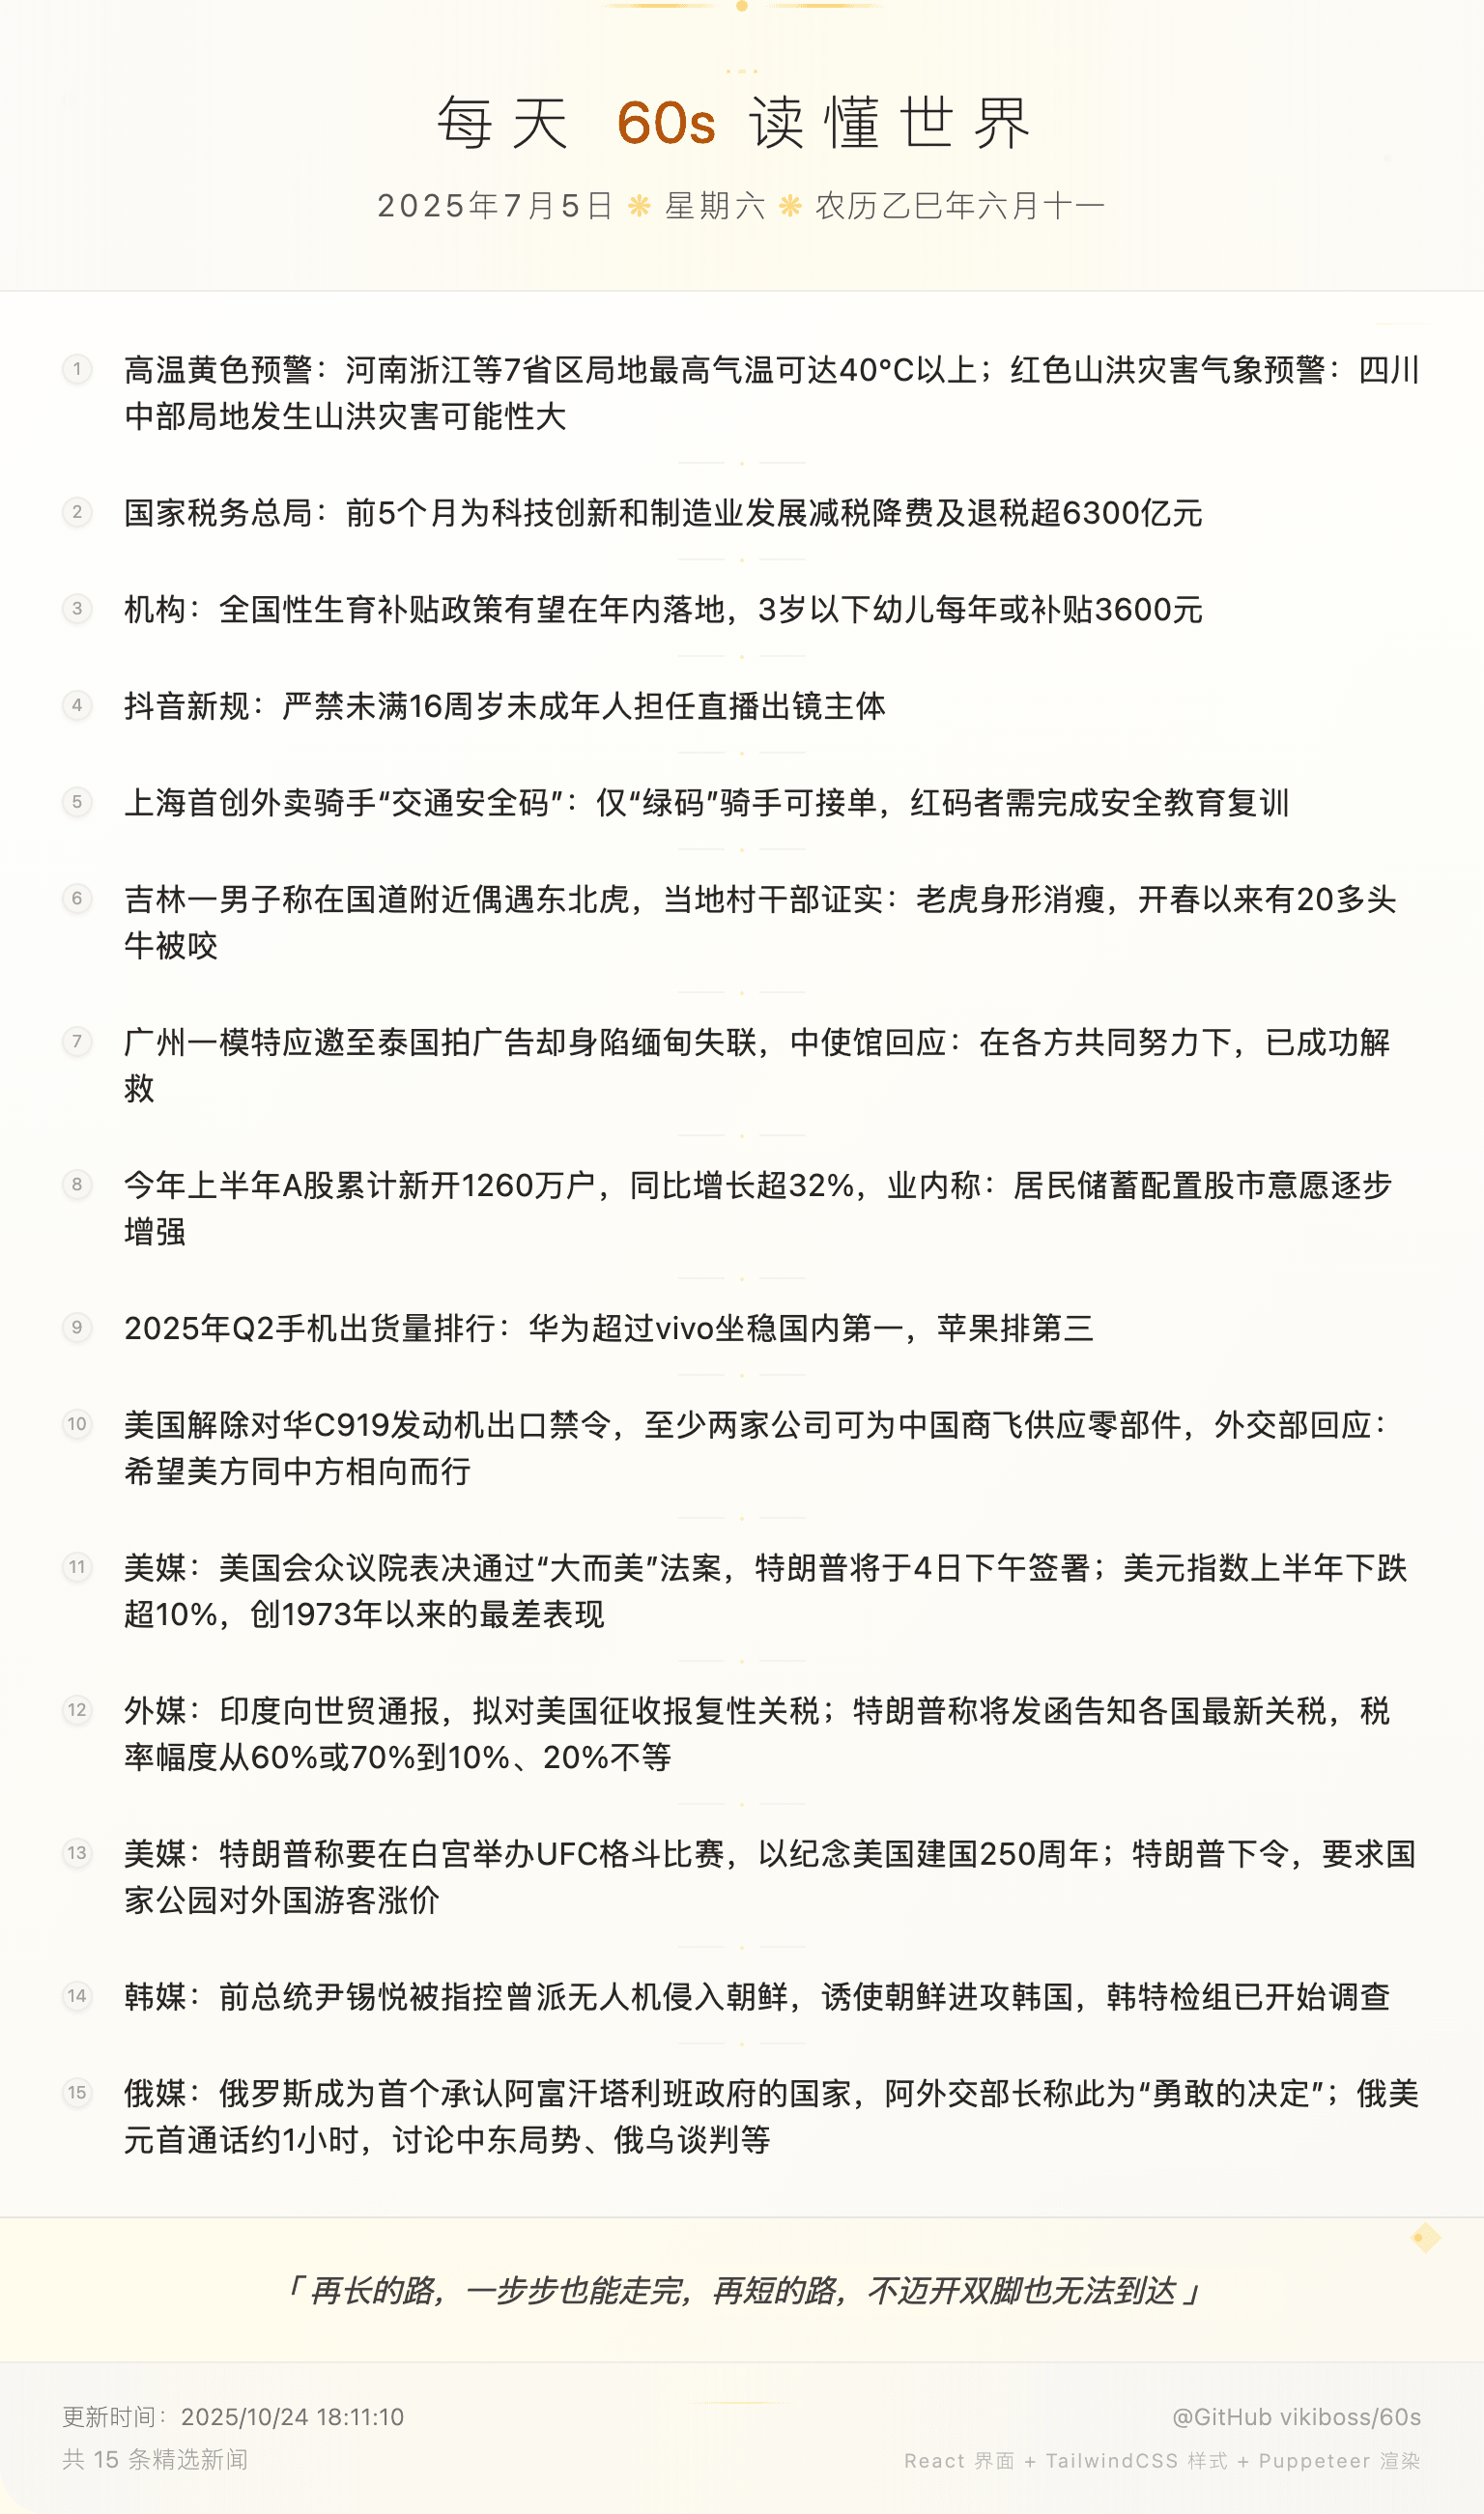 每天 60s 读懂世界
2025年7月5日 ❋ 星期六 ❋ 农历乙巳年六月十一
1 高温黄色预警：河南浙江等7省区局地最高气温可达40℃以上；红色山洪灾害气象预警：四川
中部局地发生山洪灾害可能性大
2 国家税务总局：前5个月为科技创新和制造业发展减税降费及退税超6300亿元
3 机构：全国性生育补贴政策有望在年内落地，3岁以下幼儿每年或补贴3600元
4 抖音新规：严禁未满16周岁未成年人担任直播出镜主体
5 上海首创外卖骑手“交通安全码”：仅“绿码”骑手可接单，红码者需完成安全教育复训
6 吉林一男子称在国道附近偶遇东北虎，当地村干部证实：老虎身形消瘦，开春以来有20多头
牛被咬
7 广州一模特应邀至泰国拍广告却身陷缅甸失联，中使馆回应：在各方共同努力下，已成功解
救
8 今年上半年A股累计新开1260万户，同比增长超32%，业内称：居民储蓄配置股市意愿逐步
增强
9 2025年Q2手机出货量排行：华为超过vivo坐稳国内第一，苹果排第三
10 美国解除对华C919发动机出口禁令，至少两家公司可为中国商飞供应零部件，外交部回应：
希望美方同中方相向而行
11 美媒：美国会众议院表决通过“大而美”法案，特朗普将于4日下午签署；美元指数上半年下跌
超10%，创1973年以来的最差表现
12 外媒：印度向世贸通报，拟对美国征收报复性关税；特朗普称将发函告知各国最新关税，税
率幅度从60%或70%到10%、20%不等
13 美媒：特朗普称要在白宫举办UFC格斗比赛，以纪念美国建国250周年；特朗普下令，要求国
家公园对外国游客涨价
14 韩媒：前总统尹锡悦被指控曾派无人机侵入朝鲜，诱使朝鲜进攻韩国，韩特检组已开始调查
15 俄媒：俄罗斯成为首个承认阿富汗塔利班政府的国家，阿外交部长称此为“勇敢的决定”；俄美
元首通话约1小时，讨论中东局势、俄乌谈判等
「 再长的路，一步步也能走完，再短的路，不迈开双脚也无法到达 」
更新时间：2025/10/24 18:11:10
@GitHub vikiboss/60s
共 15 条精选新闻
React 界面 + TailwindCSS 样式 + Puppeteer 渲染